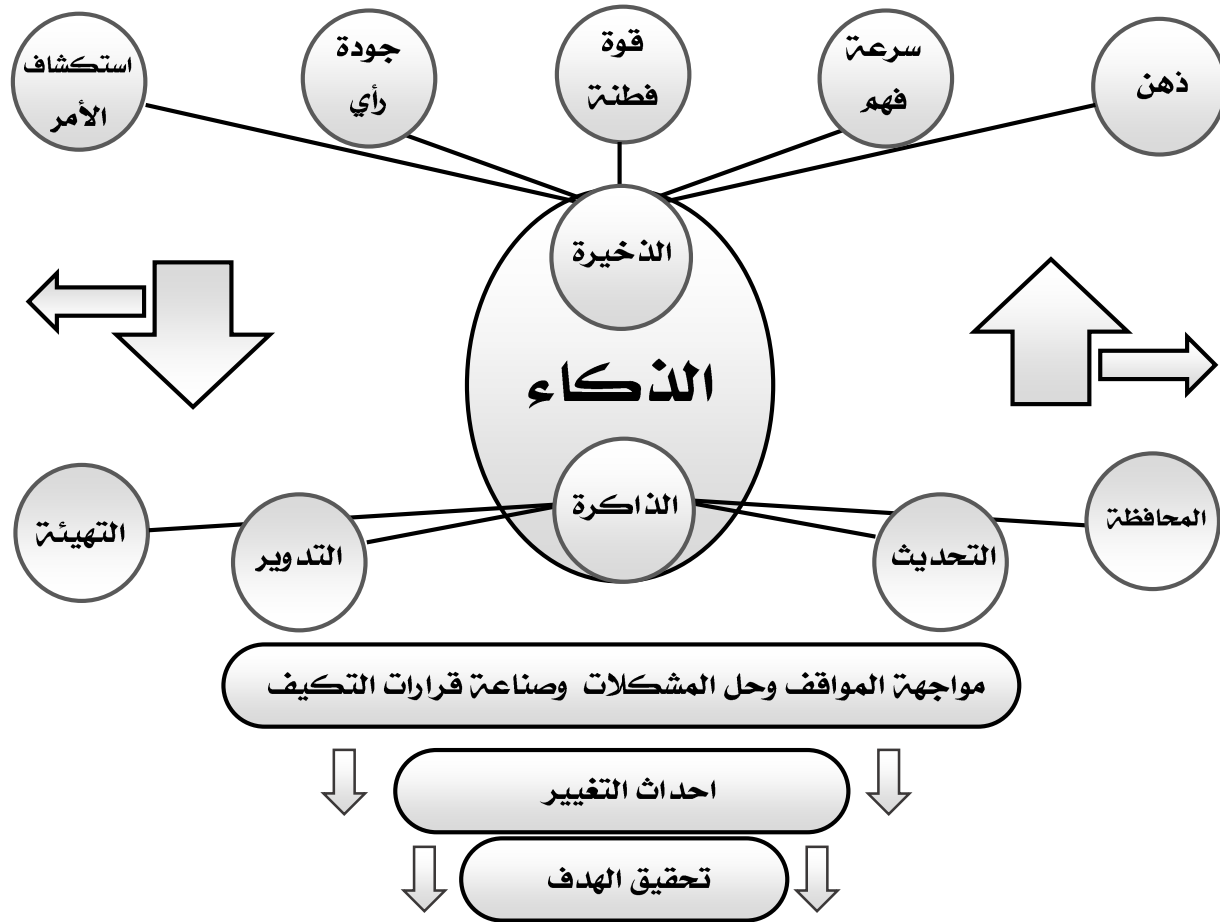 ذهن
سرعة
فهم
قوة
فطنة
جودة
رأي
استكشاف
الأمر
الذخيرة
الذكاء
الذاكرة
المحافظة
التحديث
التدوير
التهيئة
مواجهة المواقف وحل المشكلات وصناعة قرارات التكيف
احداث التغيير
تحقيق الهدف